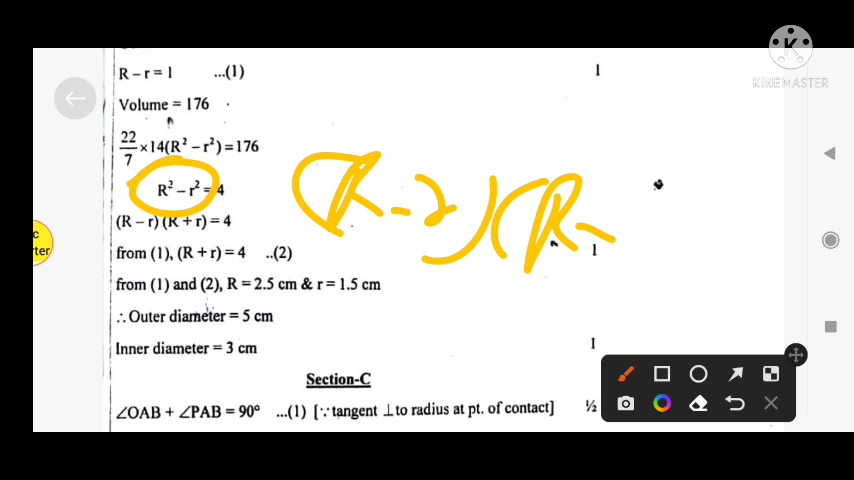 R – r = 1 ...(1) 1
KINEMASTER
Volume = 176
22/7 × 14(R² – r²) = 176
R² – r² = 4
(R – r) (R + r) = 4
from (1), (R + r) = 4 ..(2) 1
from (1) and (2), R = 2.5 cm & r = 1.5 cm
∴ Outer diameter = 5 cm
Inner diameter = 3 cm 1
Section-C
∠OAB + ∠PAB = 90° ...(1) [∵ tangent ⊥ to radius at pt. of contact] ½
(R - r)(R -